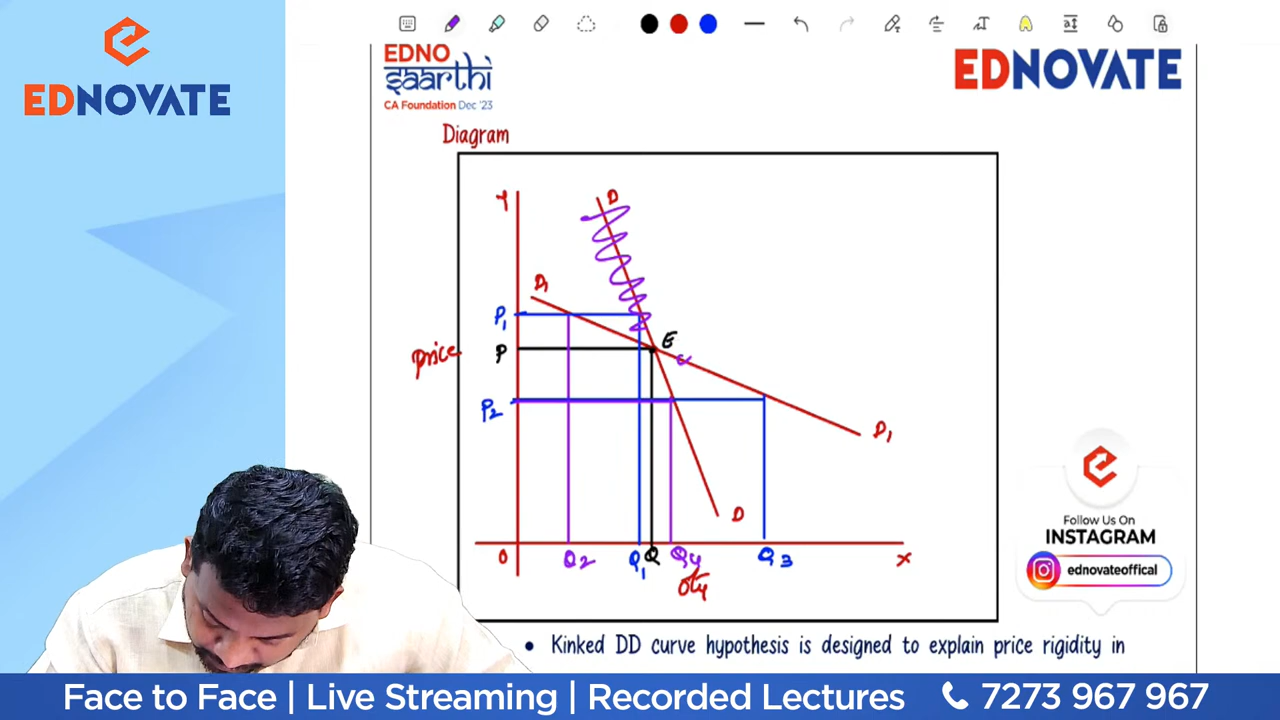 EDNOVATE
EDNO
saarthi
CA Foundation Dec '23
EDNOVATE
Diagram
Y
D
D1
P1
E
Price
P
P2
D1
D
O
Q2
Q1
Q
Q4
Q3
X
Qty
Follow Us On
INSTAGRAM
ednovateoffical
• Kinked DD curve hypothesis is designed to explain price rigidity in
Face to Face | Live Streaming | Recorded Lectures
7273 967 967